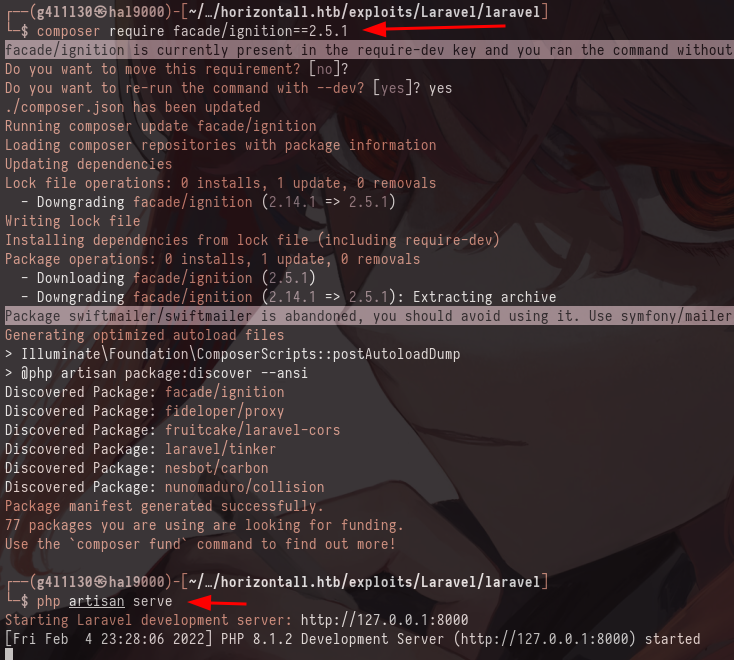 ┌──(g4l1l30㉿hal9000)-[~/…/horizontall.htb/exploits/Laravel/laravel]
└─$ composer require facade/ignition==2.5.1
facade/ignition is currently present in the require-dev key and you ran the command without
Do you want to move this requirement? [no]?
Do you want to re-run the command with --dev? [yes]? yes
./composer.json has been updated
Running composer update facade/ignition
Loading composer repositories with package information
Updating dependencies
Lock file operations: 0 installs, 1 update, 0 removals
  - Downgrading facade/ignition (2.14.1 => 2.5.1)
Writing lock file
Installing dependencies from lock file (including require-dev)
Package operations: 0 installs, 1 update, 0 removals
  - Downloading facade/ignition (2.5.1)
  - Downgrading facade/ignition (2.14.1 => 2.5.1): Extracting archive
Package swiftmailer/swiftmailer is abandoned, you should avoid using it. Use symfony/mailer
Generating optimized autoload files
> Illuminate\Foundation\ComposerScripts::postAutoloadDump
> @php artisan package:discover --ansi
Discovered Package: facade/ignition
Discovered Package: fideloper/proxy
Discovered Package: fruitcake/laravel-cors
Discovered Package: laravel/tinker
Discovered Package: nesbot/carbon
Discovered Package: nunomaduro/collision
Package manifest generated successfully.
77 packages you are using are looking for funding.
Use the `composer fund` command to find out more!
┌──(g4l1l30㉿hal9000)-[~/…/horizontall.htb/exploits/Laravel/laravel]
└─$ php artisan serve
Starting Laravel development server: http://127.0.0.1:8000
[Fri Feb  4 23:28:06 2022] PHP 8.1.2 Development Server (http://127.0.0.1:8000) started